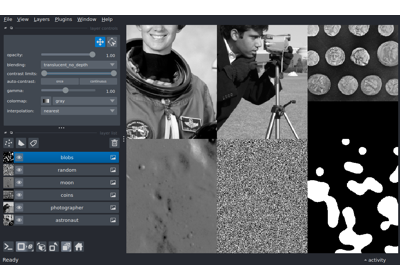 File View Layers Plugins Window Help
opacity: 1.00
blending: translucent_no_depth
contrast limits:
auto-contrast: once continuous
gamma: 1.00
colormap: gray
interpolation: nearest
blobs
random
moon
coins
photographer
astronaut
Ready
activity